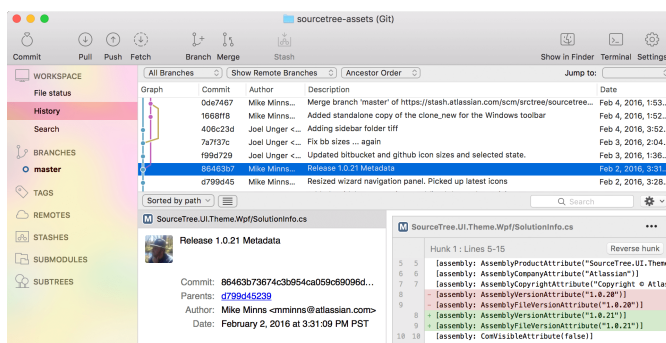 sourcetree-assets (Git)
Commit Pull Push Fetch Branch Merge Stash Show in Finder Terminal Settings
WORKSPACE
File status
History
Search
BRANCHES
master
TAGS
REMOTES
STASHES
SUBMODULES
SUBTREES
All Branches Show Remote Branches Ancestor Order Jump to:
Graph Commit Author Description Date
0de7467 Mike Minns... Merge branch 'master' of https://stash.atlassian.com/scm/srctree/sourcetree... Feb 4, 2016, 1:53...
1668ff8 Mike Minns... Added standalone copy of the clone_new for the Windows toolbar Feb 4, 2016, 1:52...
406c23d Joel Unger <... Adding sidebar folder tiff Feb 4, 2016, 3:52...
7a7f37c Joel Unger <... Fix bb sizes ... again Feb 3, 2016, 2:04...
f99d729 Joel Unger <... Updated bitbucket and github icon sizes and selected state. Feb 3, 2016, 1:36...
86463b7 Mike Minns... Release 1.0.21 Metadata Feb 2, 2016, 3:31...
d799d45 Mike Minns... Resized wizard navigation panel. Picked up latest icons Feb 2, 2016, 3:28...
Sorted by path Search
M SourceTree.UI.Theme.Wpf/SolutionInfo.cs
Release 1.0.21 Metadata
Commit: 86463b73674c3b954ca059c69096d...
Parents: d799d45239
Author: Mike Minns <mminns@atlassian.com>
Date: February 2, 2016 at 3:31:09 PM PST
M SourceTree.UI.Theme.Wpf/SolutionInfo.cs
Hunk 1 : Lines 5-15 Reverse hunk
5 5 [assembly: AssemblyProductAttribute("SourceTree.UI.Theme
6 6 [assembly: AssemblyCompanyAttribute("Atlassian")]
7 7 [assembly: AssemblyCopyrightAttribute("Copyright © Atlas
8 - [assembly: AssemblyVersionAttribute("1.0.20")]
9 - [assembly: AssemblyFileVersionAttribute("1.0.20")]
8 + [assembly: AssemblyVersionAttribute("1.0.21")]
9 + [assembly: AssemblyFileVersionAttribute("1.0.21")]
10 10 [assembly: ComVisibleAttribute(false)]